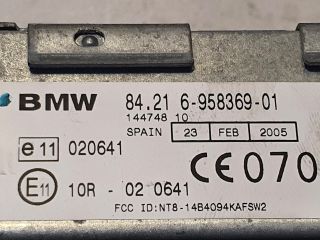 BMW 84.21 6-958369-01
144748 10
SPAIN 23 FEB 2005
e11 020641
CE070
E11 10R - 02 0641
FCC ID:NT8-14B4094KAFSW2